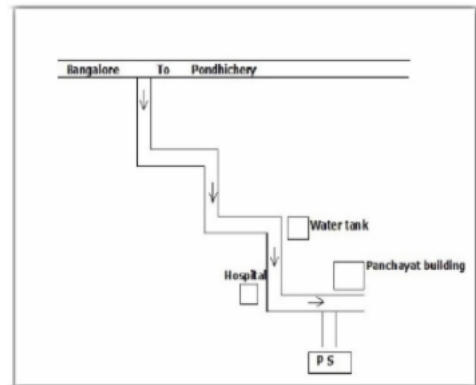 Bangalore To Pondhichery
Water tank
Panchayat building
Hospital
P S